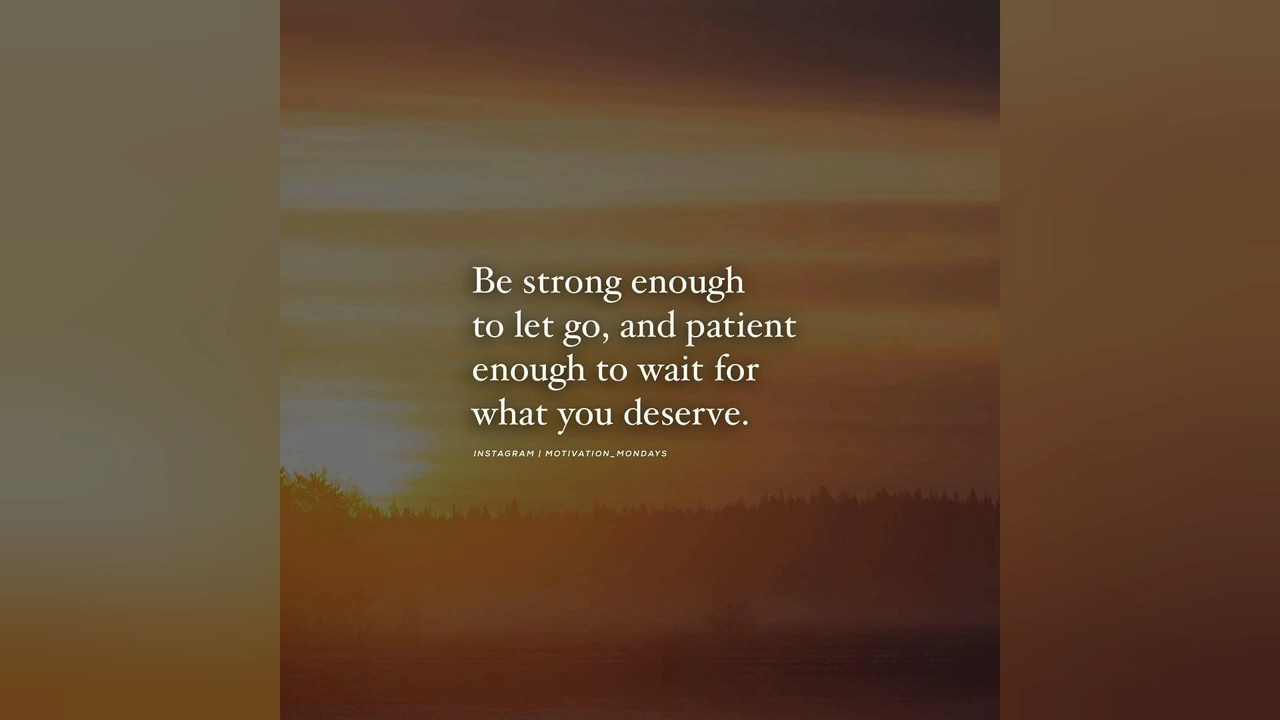 Be strong enough
to let go, and patient
enough to wait for
what you deserve.
INSTAGRAM | MOTIVATION_MONDAYS